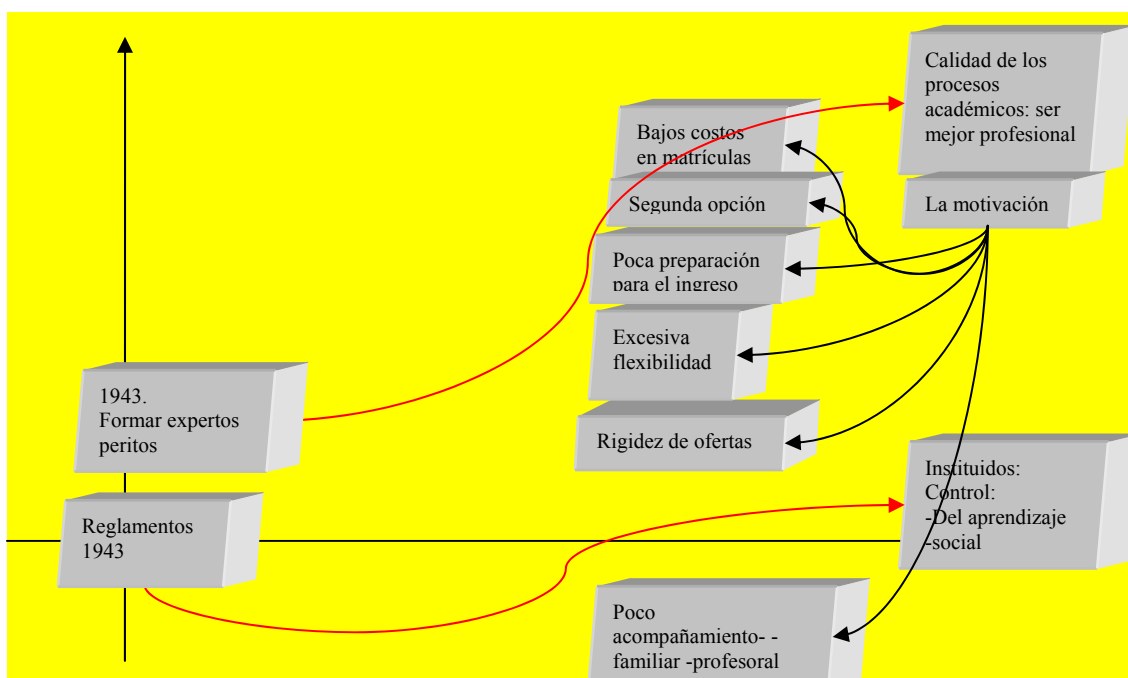 Calidad de los
procesos
académicos: ser
mejor profesional
Bajos costos
en matrículas
Segunda opción
La motivación
Poca preparación
para el ingreso
Excesiva
flexibilidad
1943.
Formar expertos
peritos
Rigidez de ofertas
Instituidos:
Control:
-Del aprendizaje
-social
Reglamentos
1943
Poco
acompañamiento- -
familiar -profesoral